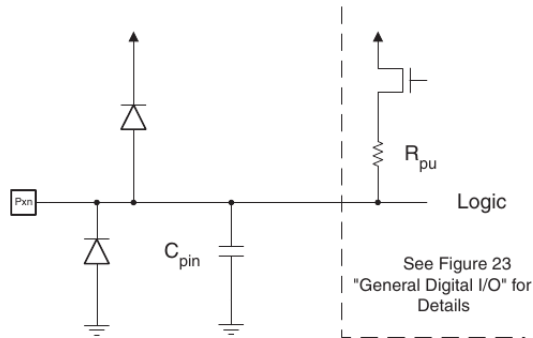 R pu
Pxn
Logic
C pin
See Figure 23
"General Digital I/O" for
Details